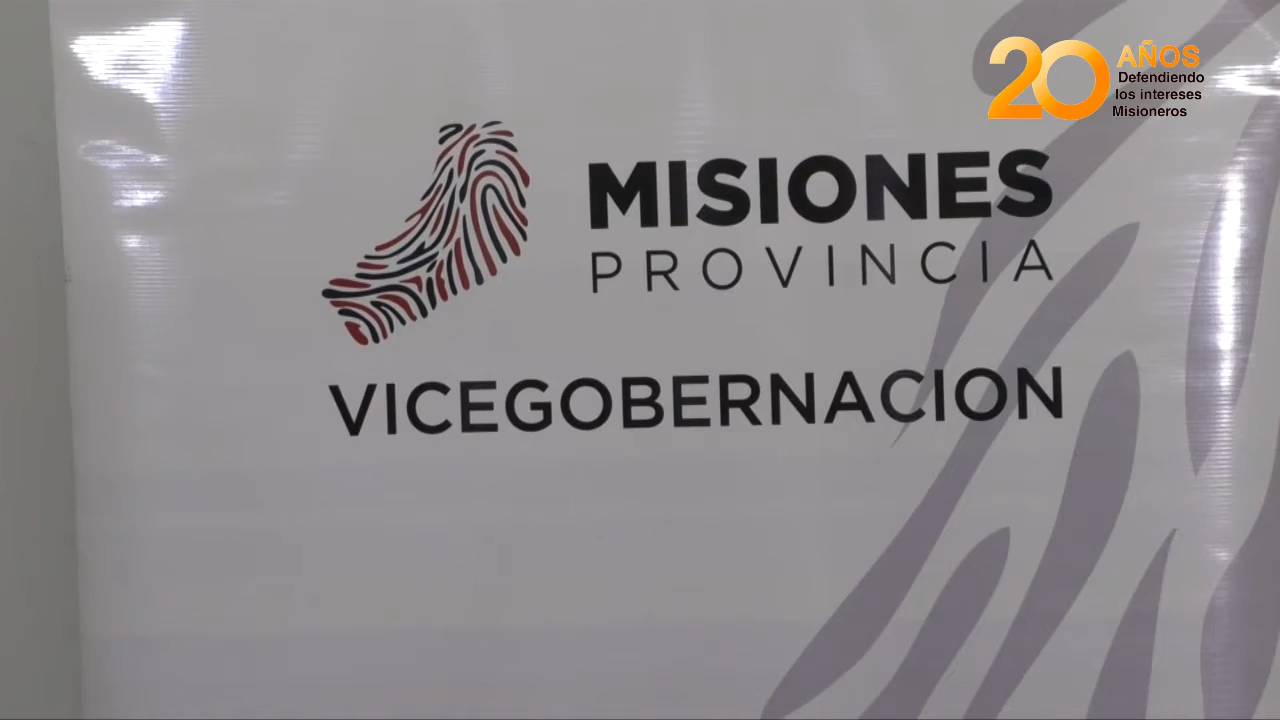 20 AÑOS
Defendiendo
los intereses
Misioneros
MISIONES
PROVINCIA
VICEGOBERNACION